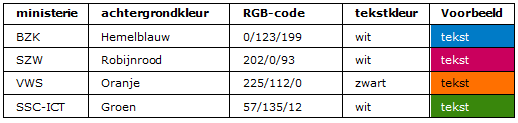 ministerie achtergrondkleur RGB-code tekstkleur Voorbeeld
BZK Hemelblauw 0/123/199 wit tekst
SZW Robijnrood 202/0/93 wit tekst
VWS Oranje 225/112/0 zwart tekst
SSC-ICT Groen 57/135/12 wit tekst